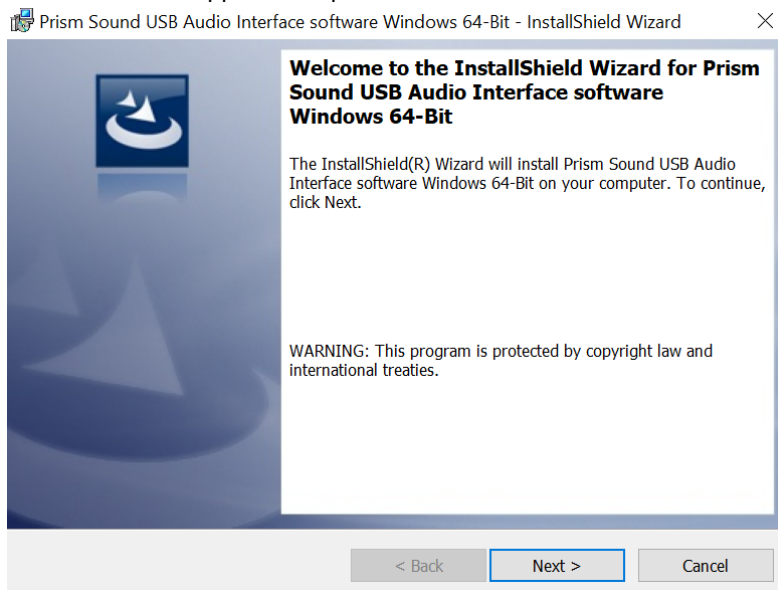 Prism Sound USB Audio Interface software Windows 64-Bit - InstallShield Wizard
Welcome to the InstallShield Wizard for Prism
Sound USB Audio Interface software
Windows 64-Bit
The InstallShield(R) Wizard will install Prism Sound USB Audio
Interface software Windows 64-Bit on your computer. To continue,
click Next.
WARNING: This program is protected by copyright law and
international treaties.
< Back
Next >
Cancel